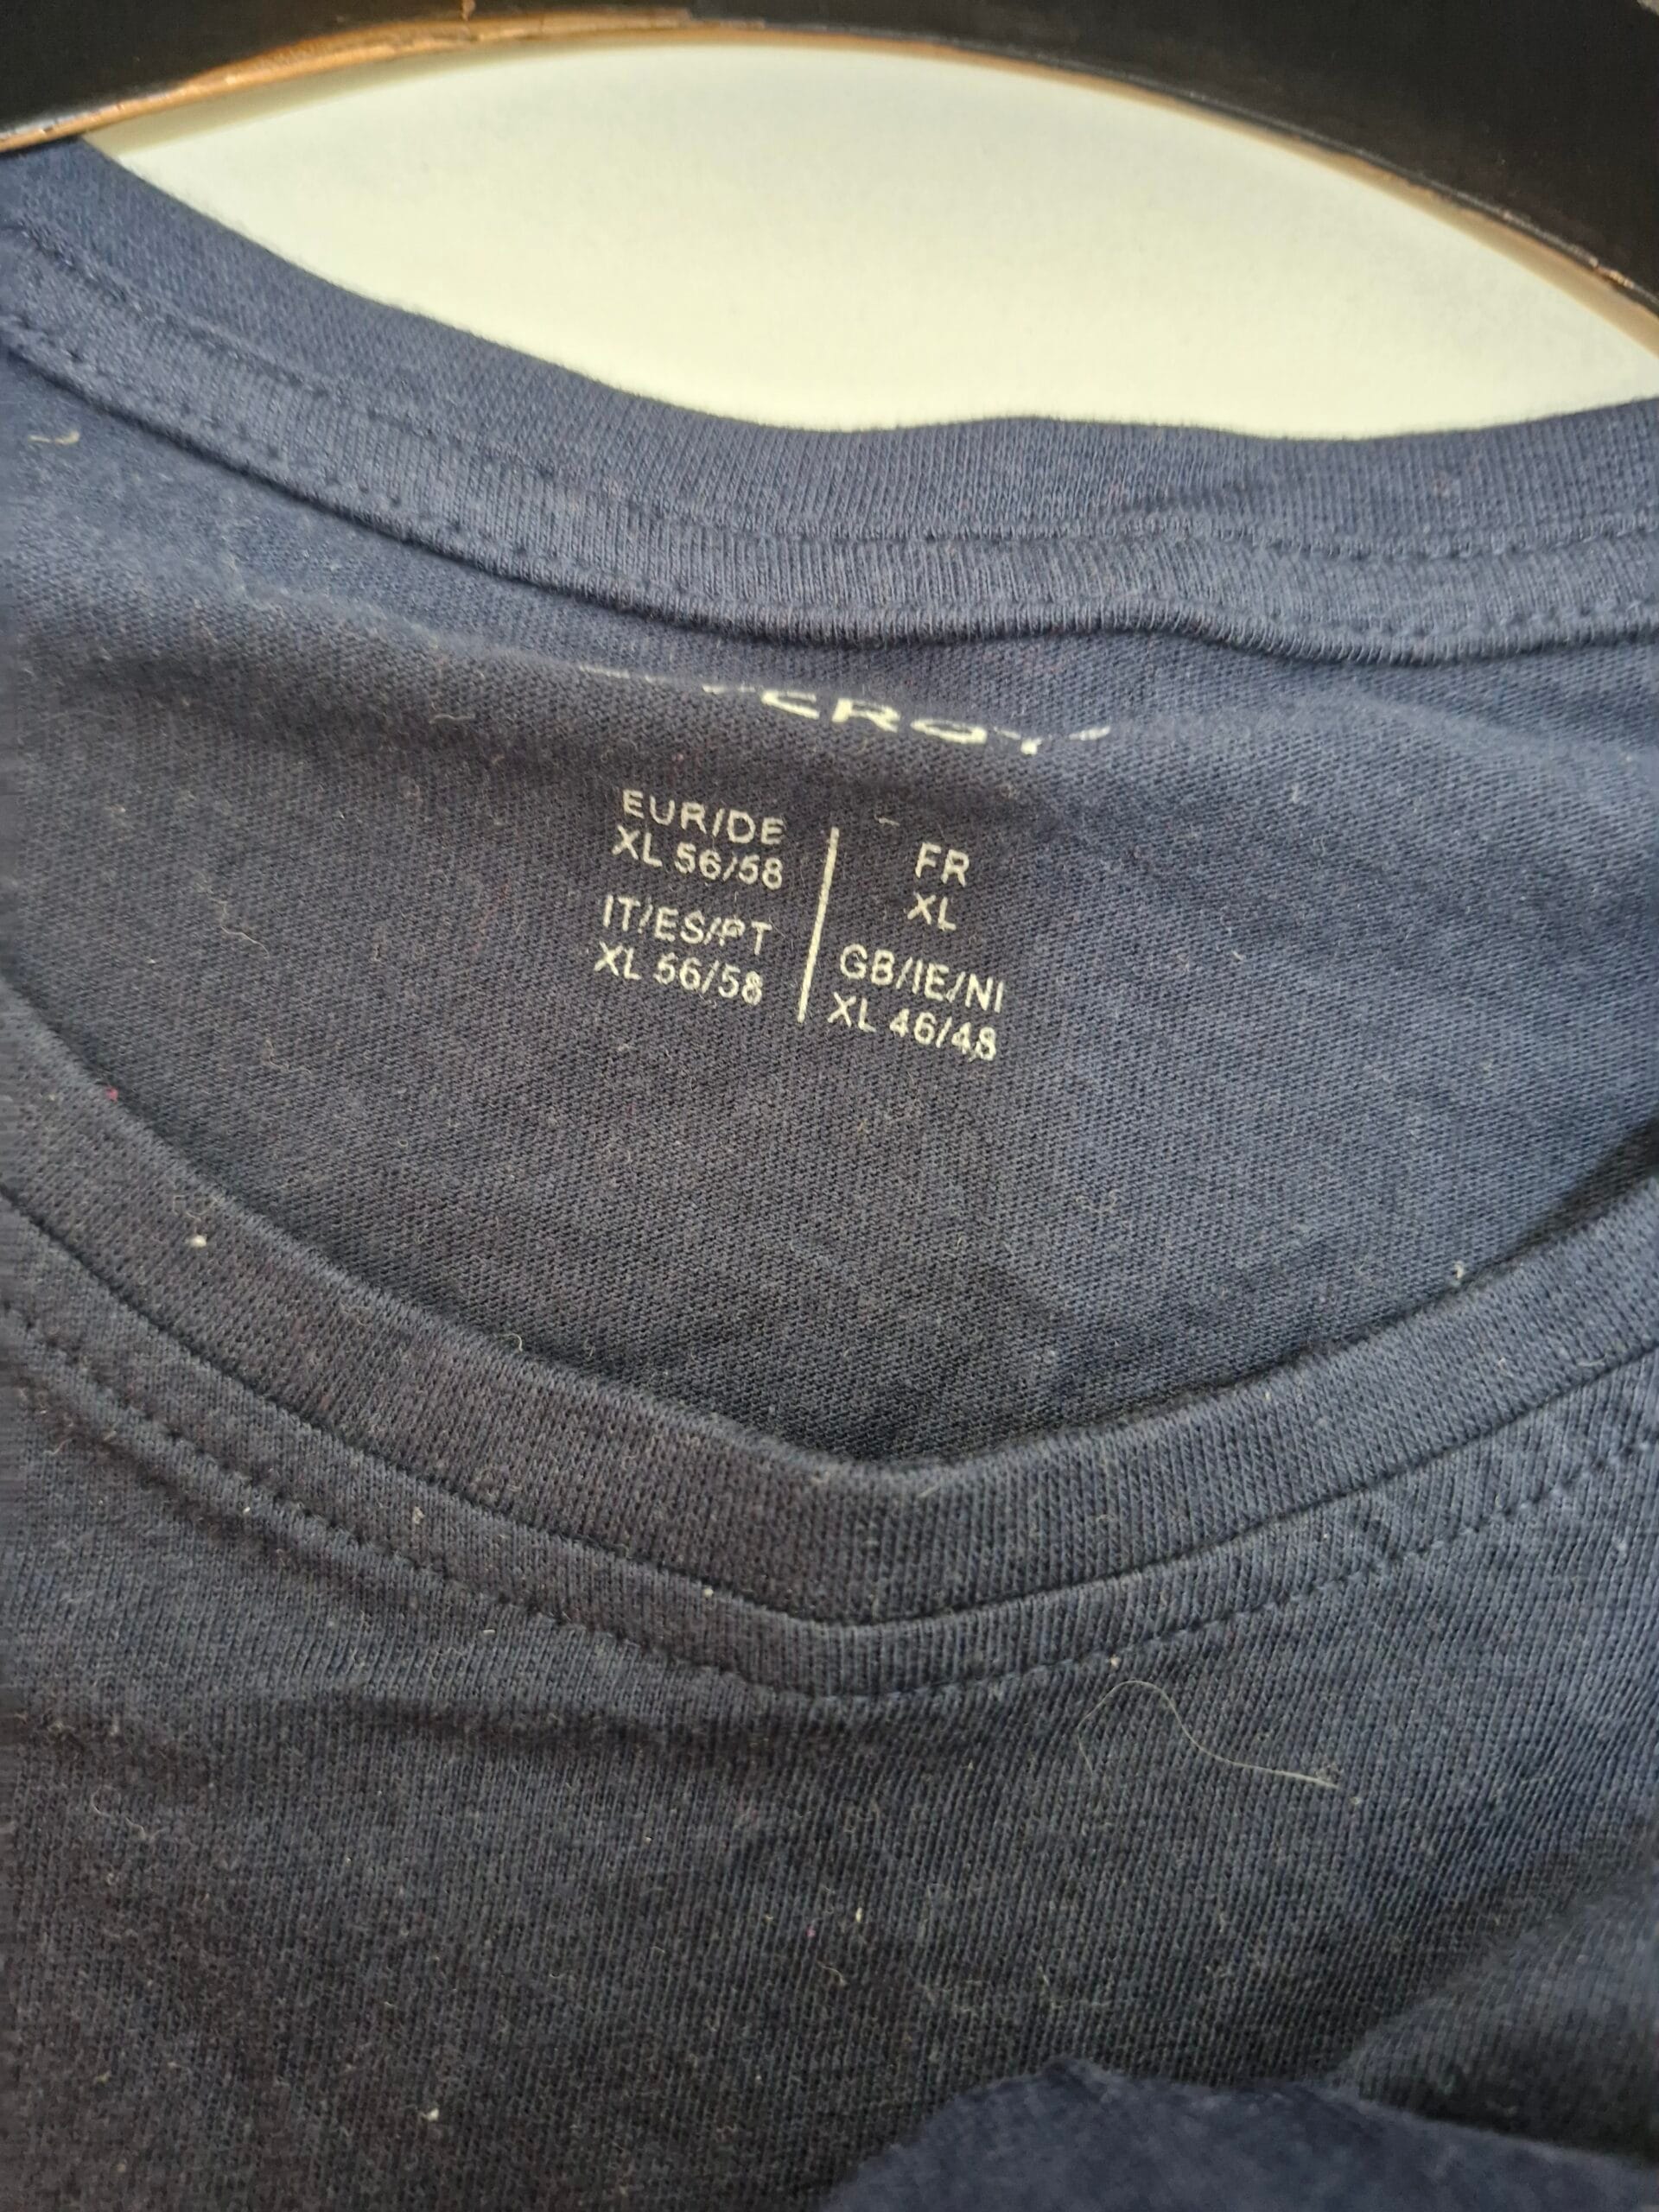 EUR/DE
XL 56/58
IT/ES/PT
XL 56/58
FR
XL
GB/IE/NI
XL 46/48